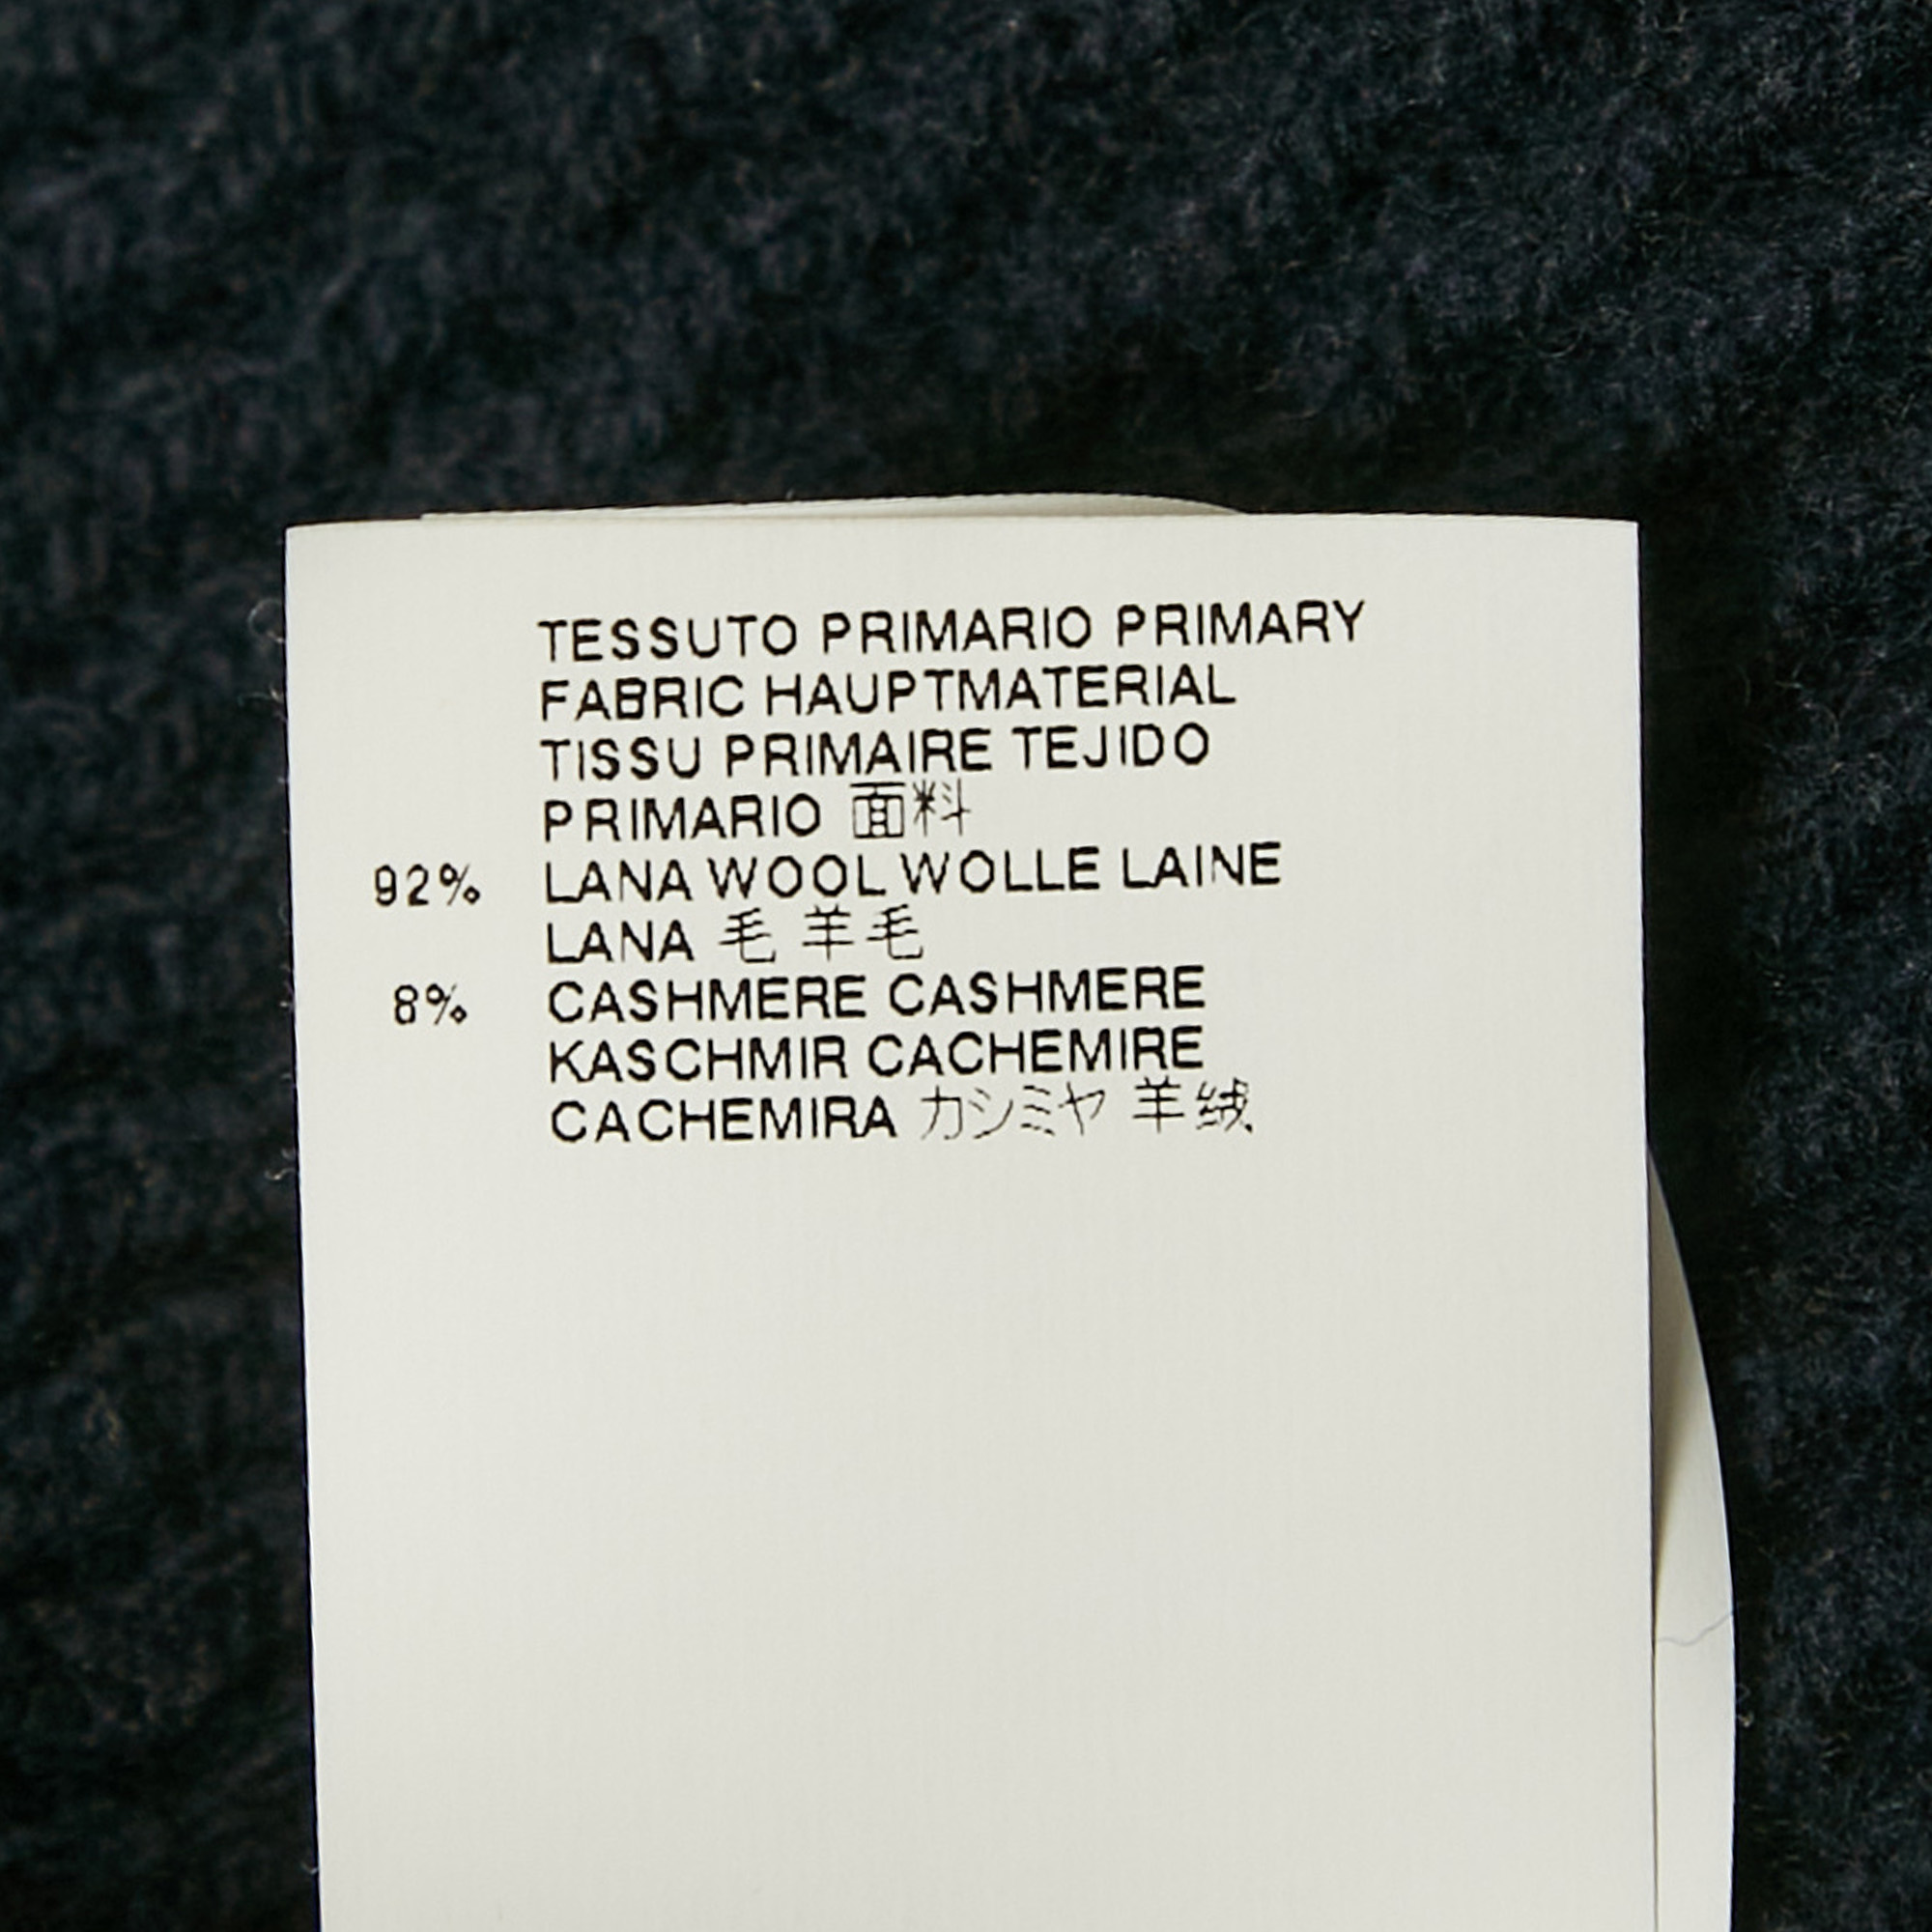 TESSUTO PRIMARIO PRIMARY
FABRIC HAUPTMATERIAL
TISSU PRIMAIRE TEJIDO
PRIMARIO 面料
92% LANA WOOL WOLLE LAINE
LANA 毛 羊毛
8% CASHMERE CASHMERE
KASCHMIR CACHEMIRE
CACHEMIRA カシミヤ 羊绒